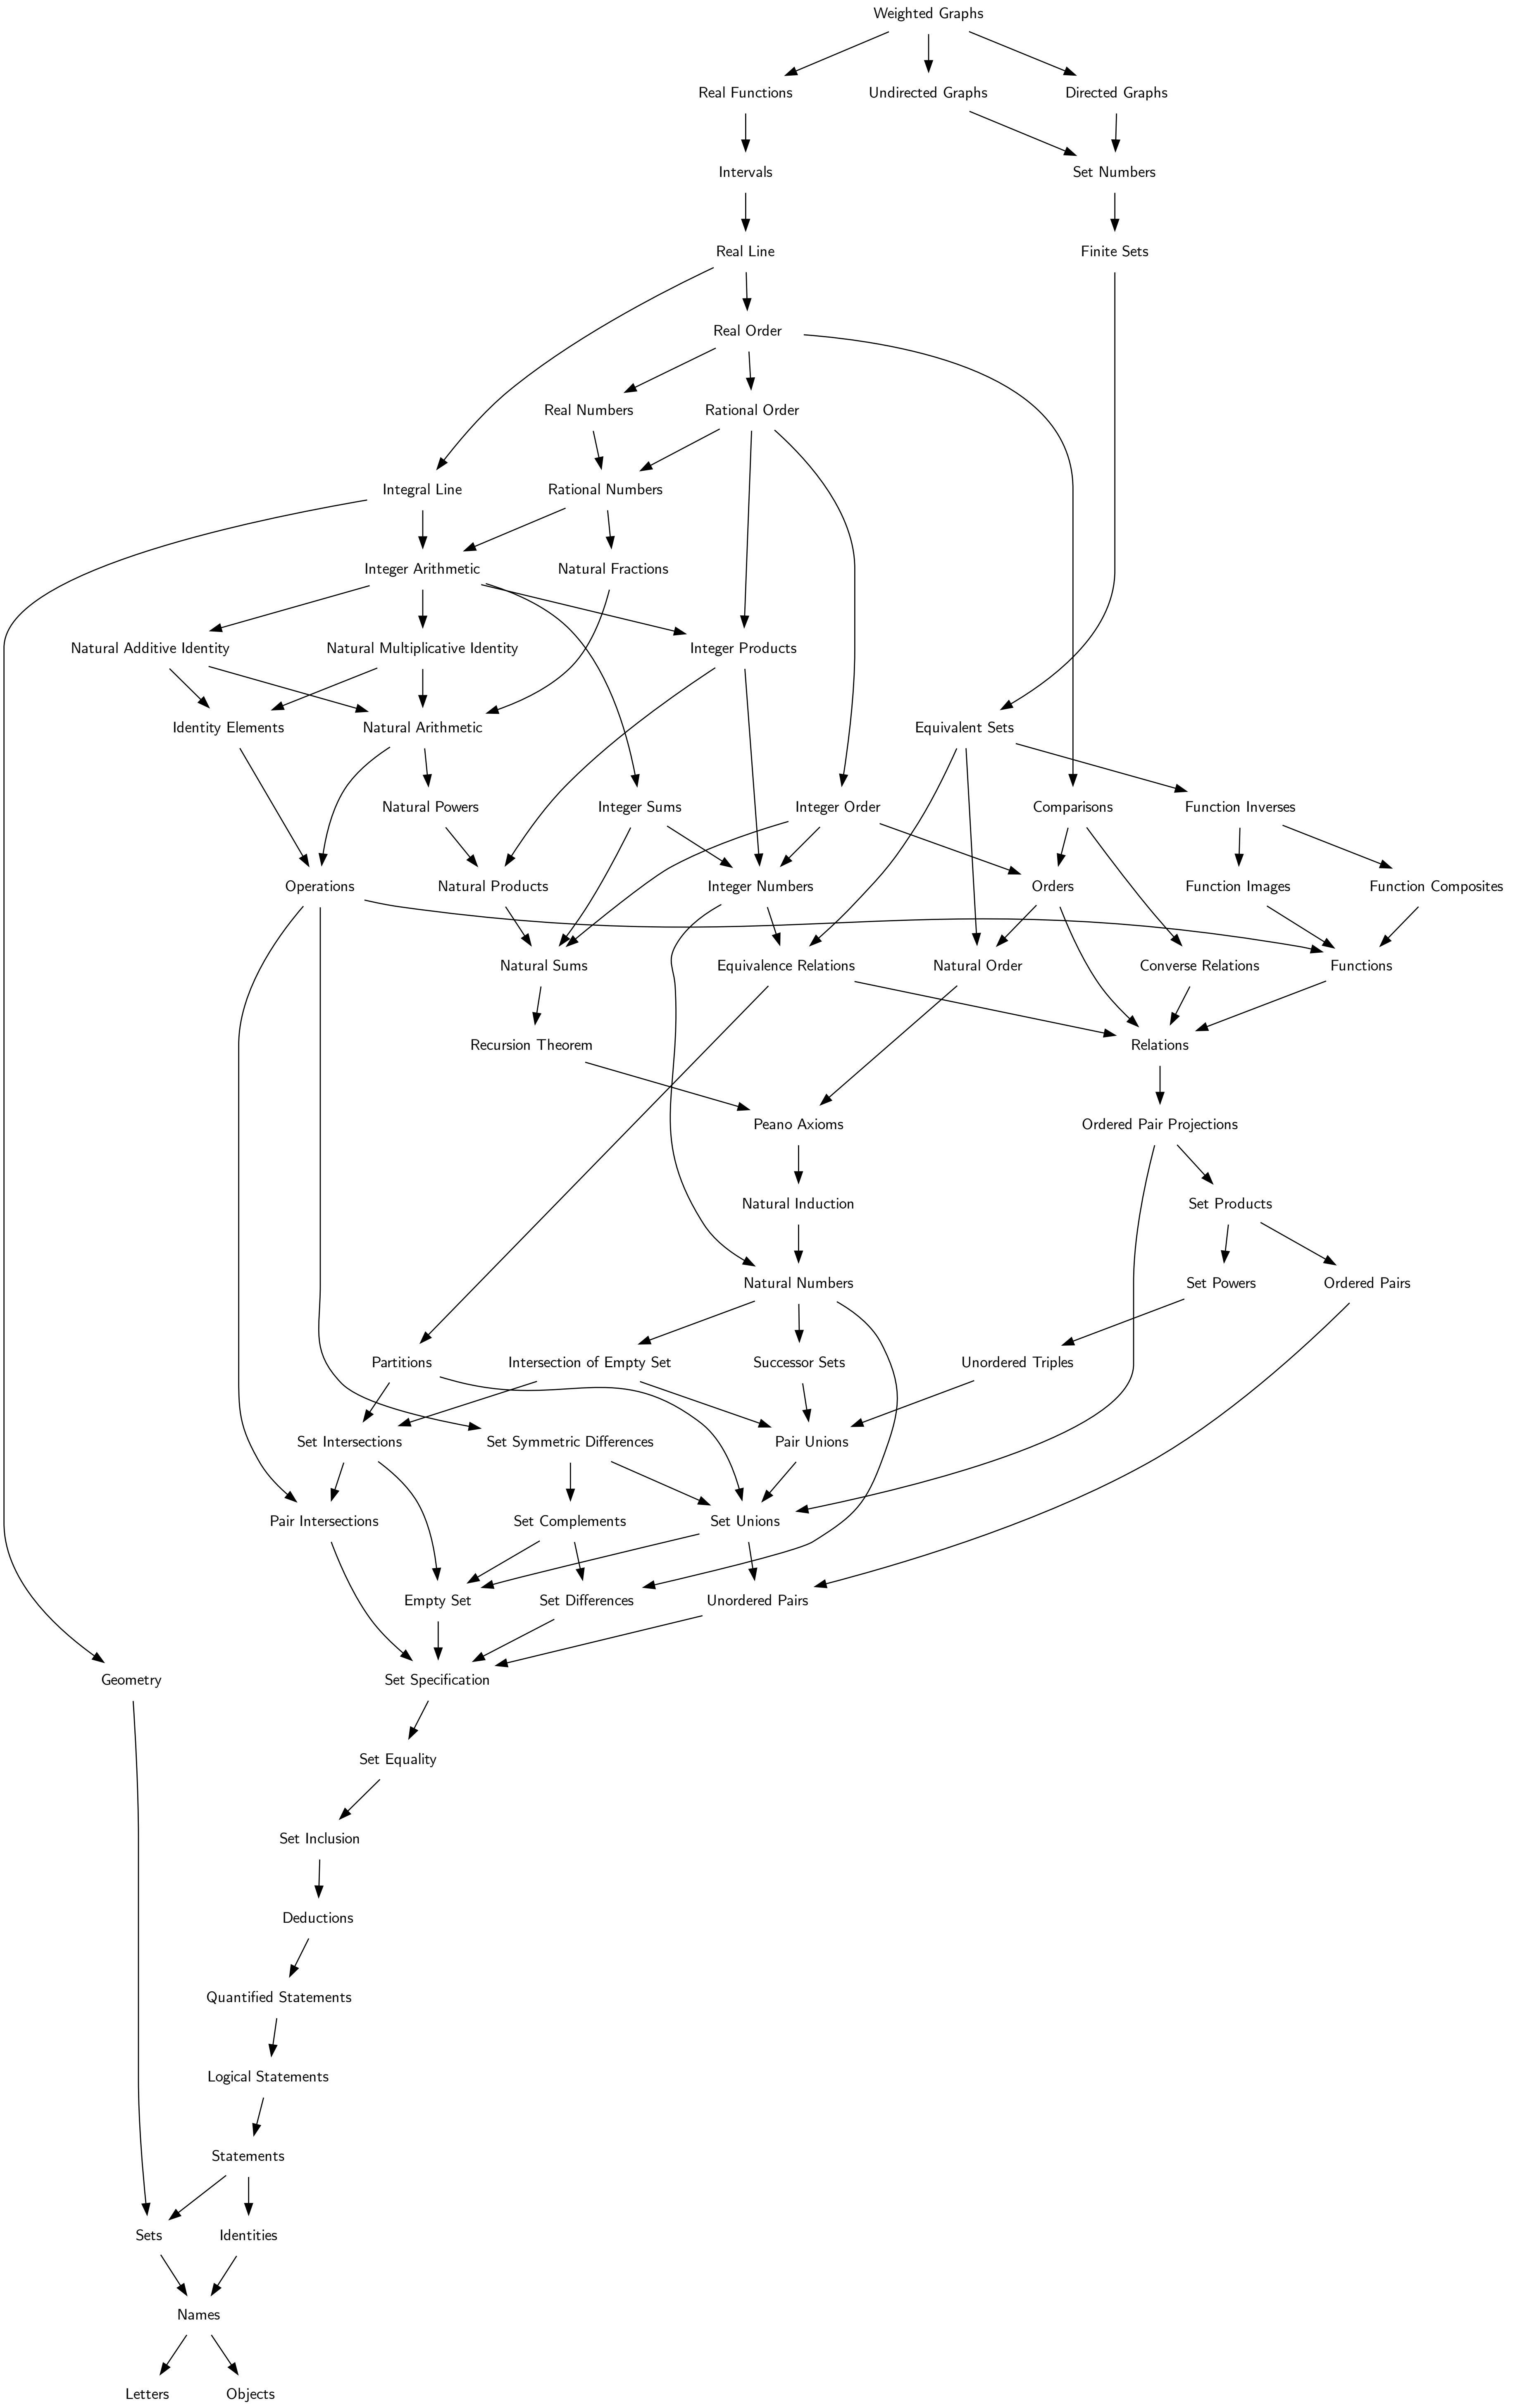 Weighted Graphs
Real Functions
Undirected Graphs
Directed Graphs
Intervals
Set Numbers
Real Line
Finite Sets
Real Order
Real Numbers
Rational Order
Integral Line
Rational Numbers
Integer Arithmetic
Natural Fractions
Natural Additive Identity
Natural Multiplicative Identity
Integer Products
Identity Elements
Natural Arithmetic
Equivalent Sets
Natural Powers
Integer Sums
Integer Order
Comparisons
Function Inverses
Operations
Natural Products
Integer Numbers
Orders
Function Images
Function Composites
Natural Sums
Equivalence Relations
Natural Order
Converse Relations
Functions
Recursion Theorem
Relations
Peano Axioms
Ordered Pair Projections
Natural Induction
Set Products
Natural Numbers
Set Powers
Ordered Pairs
Partitions
Intersection of Empty Set
Successor Sets
Unordered Triples
Set Intersections
Set Symmetric Differences
Pair Unions
Pair Intersections
Set Complements
Set Unions
Empty Set
Set Differences
Unordered Pairs
Geometry
Set Specification
Set Equality
Set Inclusion
Deductions
Quantified Statements
Logical Statements
Statements
Sets
Identities
Names
Letters
Objects